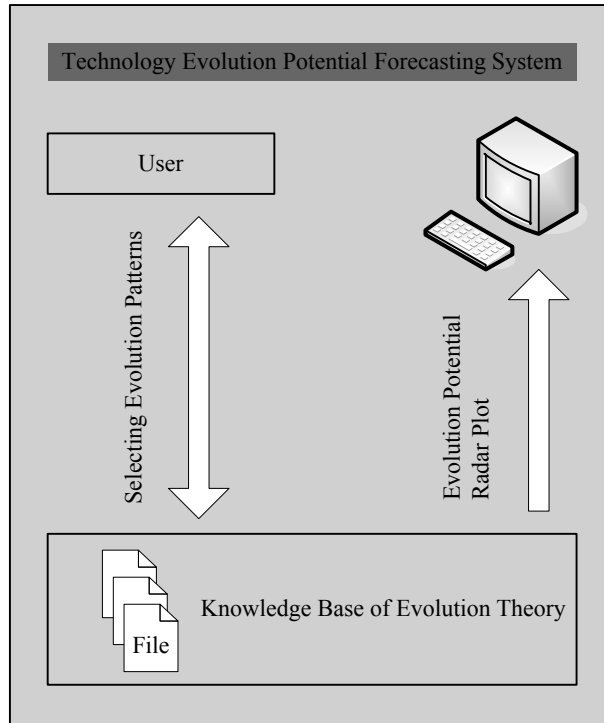 Technology Evolution Potential Forecasting System
User
Selecting Evolution Patterns
Evolution Potential
Radar Plot
Knowledge Base of Evolution Theory
File